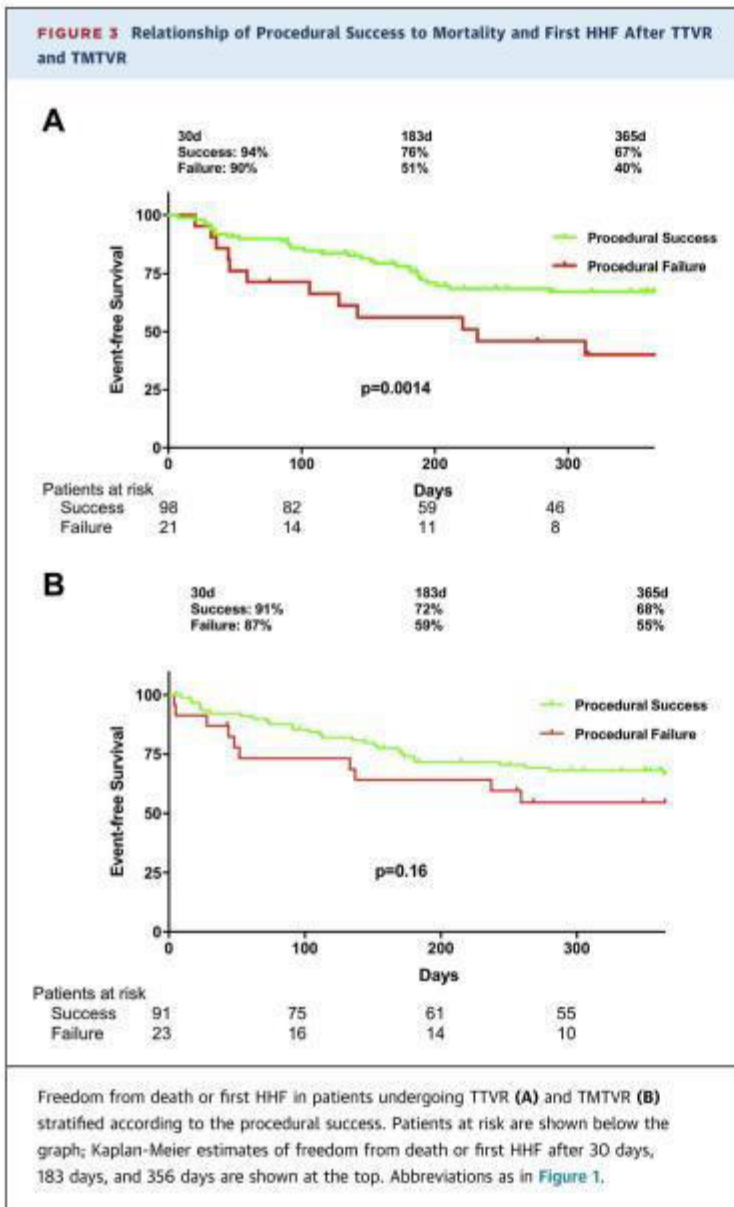 FIGURE 3 Relationship of Procedural Success to Mortality and First HHF After TTVR
and TMTVR
A
30d 183d 365d
Success: 94% 76% 67%
Failure: 90% 51% 40%
100
75
50
25
0
Event-free Survival
Procedural Success
Procedural Failure
p=0.0014
0 100 200 300
Days
Patients at risk
Success 98 82 59 46
Failure 21 14 11 8
B
30d 183d 365d
Success: 91% 72% 68%
Failure: 87% 59% 55%
100
75
50
25
0
Event-free Survival
Procedural Success
Procedural Failure
p=0.16
0 100 200 300
Days
Patients at risk
Success 91 75 61 55
Failure 23 16 14 10
Freedom from death or first HHF in patients undergoing TTVR (A) and TMTVR (B)
stratified according to the procedural success. Patients at risk are shown below the
graph; Kaplan-Meier estimates of freedom from death or first HHF after 30 days,
183 days, and 356 days are shown at the top. Abbreviations as in Figure 1.